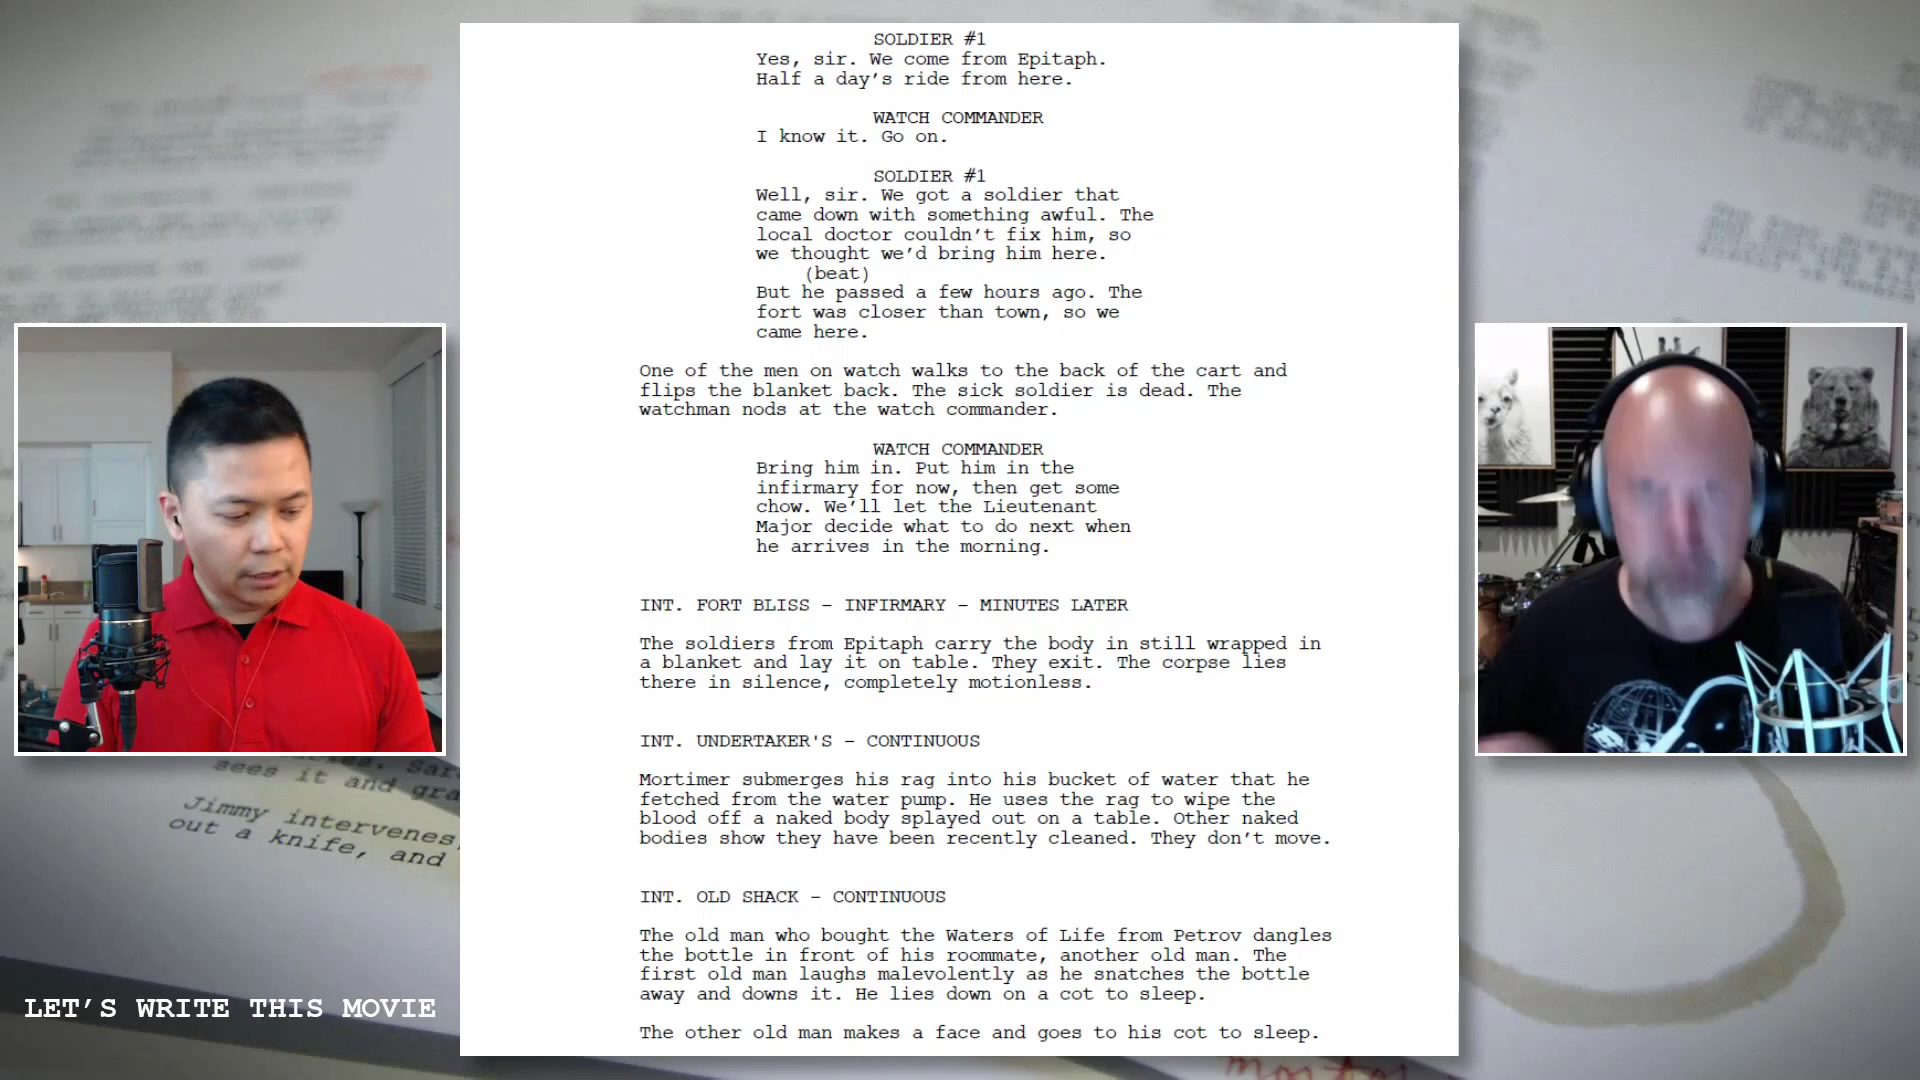 SOLDIER #1
Yes, sir. We come from Epitaph.
Half a day's ride from here.
WATCH COMMANDER
I know it. Go on.
SOLDIER #1
Well, sir. We got a soldier that
came down with something awful. The
local doctor couldn't fix him, so
we thought we'd bring him here.
(beat)
But he passed a few hours ago. The
fort was closer than town, so we
came here.
One of the men on watch walks to the back of the cart and
flips the blanket back. The sick soldier is dead. The
watchman nods at the watch commander.
WATCH COMMANDER
Bring him in. Put him in the
infirmary for now, then get some
chow. We'll let the Lieutenant
Major decide what to do next when
he arrives in the morning.
INT. FORT BLISS – INFIRMARY – MINUTES LATER
The soldiers from Epitaph carry the body in still wrapped in
a blanket and lay it on table. They exit. The corpse lies
there in silence, completely motionless.
INT. UNDERTAKER'S – CONTINUOUS
Mortimer submerges his rag into his bucket of water that he
fetched from the water pump. He uses the rag to wipe the
blood off a naked body splayed out on a table. Other naked
bodies show they have been recently cleaned. They don't move.
INT. OLD SHACK – CONTINUOUS
The old man who bought the Waters of Life from Petrov dangles
the bottle in front of his roommate, another old man. The
first old man laughs malevolently as he snatches the bottle
away and downs it. He lies down on a cot to sleep.
The other old man makes a face and goes to his cot to sleep.
sees it and gra
Jimmy intervenes
out a knife, and
LET'S WRITE THIS MOVIE